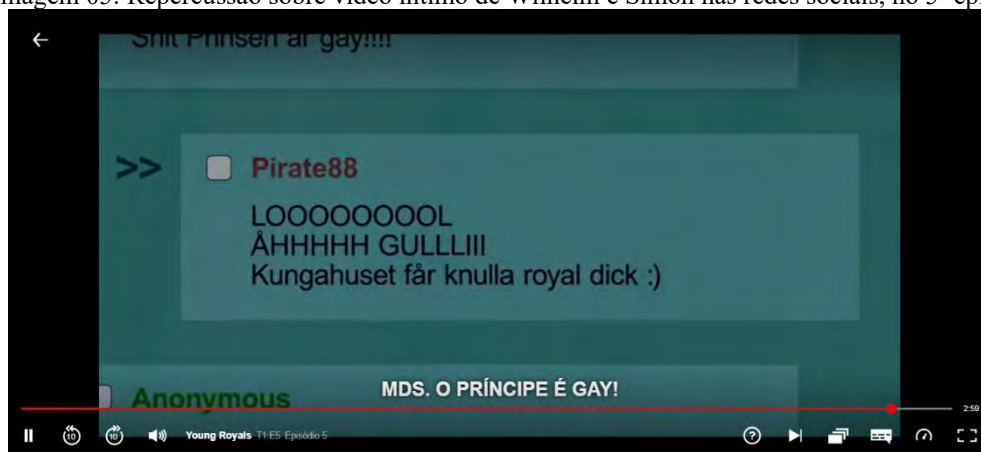 Imagem 05: Repercussão sobre vídeo íntimo de Wilhelm e Simon nas redes sociais, no 5º
Shit Prinsen är gay!!!!
>>
Pirate88
LOOOOOOOOL
ÅHHHHH GULLLIII
Kungahuset får knulla royal dick :)
Anonymous
MDS. O PRÍNCIPE É GAY!
2:59
10
10
Young Royals T1:E5 Episódio 5